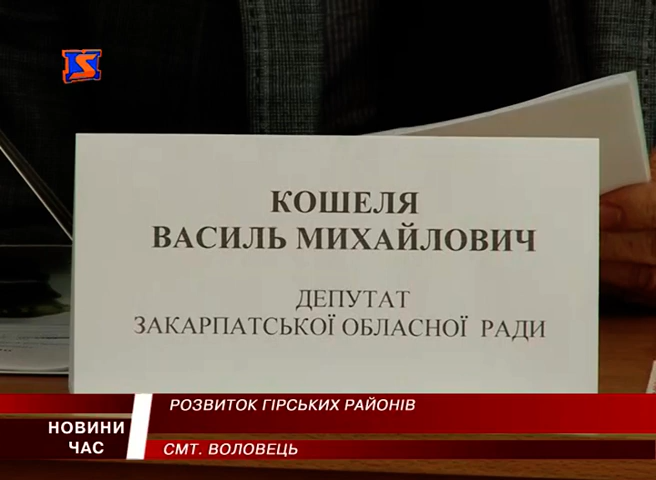 КОШЕЛЯ
ВАСИЛЬ МИХАЙЛОВИЧ
ДЕПУТАТ
ЗАКАРПАТСЬКОЇ ОБЛАСНОЇ РАДИ
РОЗВИТОК ГІРСЬКИХ РАЙОНІВ
НОВИНИ
ЧАС
СМТ. ВОЛОВЕЦЬ